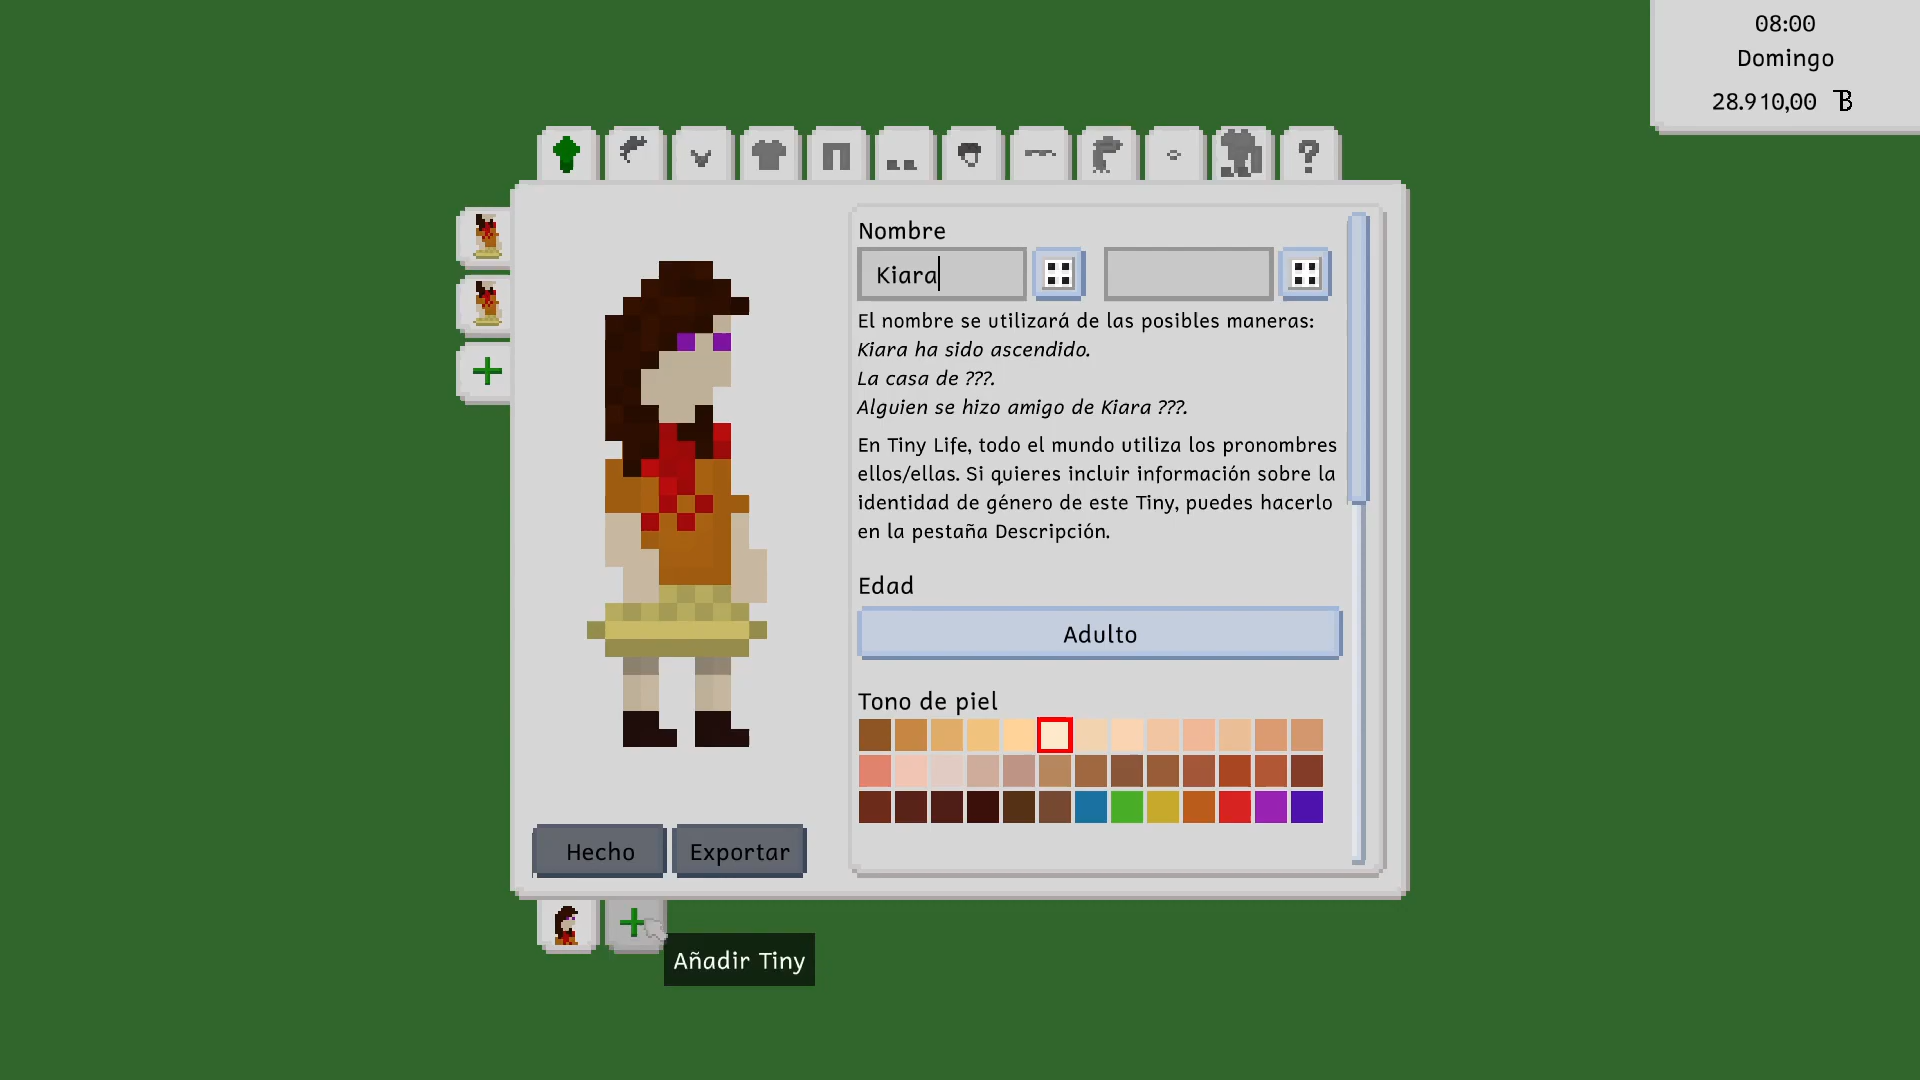 08:00
Domingo
28.910,00
?
Nombre
Kiara
El nombre se utilizará de las posibles maneras:
Kiara ha sido ascendido.
La casa de ???.
Alguien se hizo amigo de Kiara ???.
En Tiny Life, todo el mundo utiliza los pronombres
ellos/ellas. Si quieres incluir información sobre la
identidad de género de este Tiny, puedes hacerlo
en la pestaña Descripción.
Edad
Adulto
Tono de piel
Hecho
Exportar
Añadir Tiny